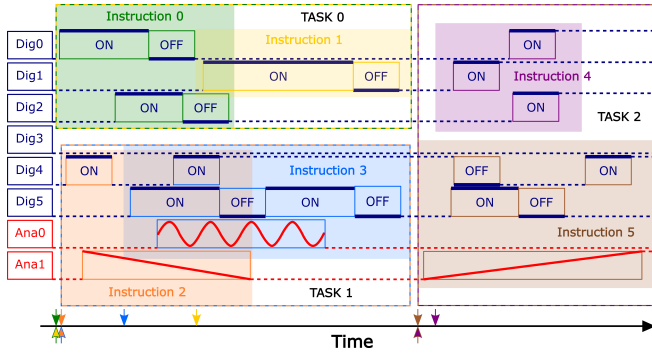 Instruction 0
TASK 0
Dig0
ON
OFF
Instruction 1
ON
Dig1
ON
OFF
ON
Instruction 4
Dig2
ON
OFF
ON
TASK 2
Dig3
Dig4
ON
ON
Instruction 3
OFF
ON
Dig5
ON
OFF
ON
OFF
ON
OFF
Ana0
Instruction 5
Ana1
Instruction 2
TASK 1
Time